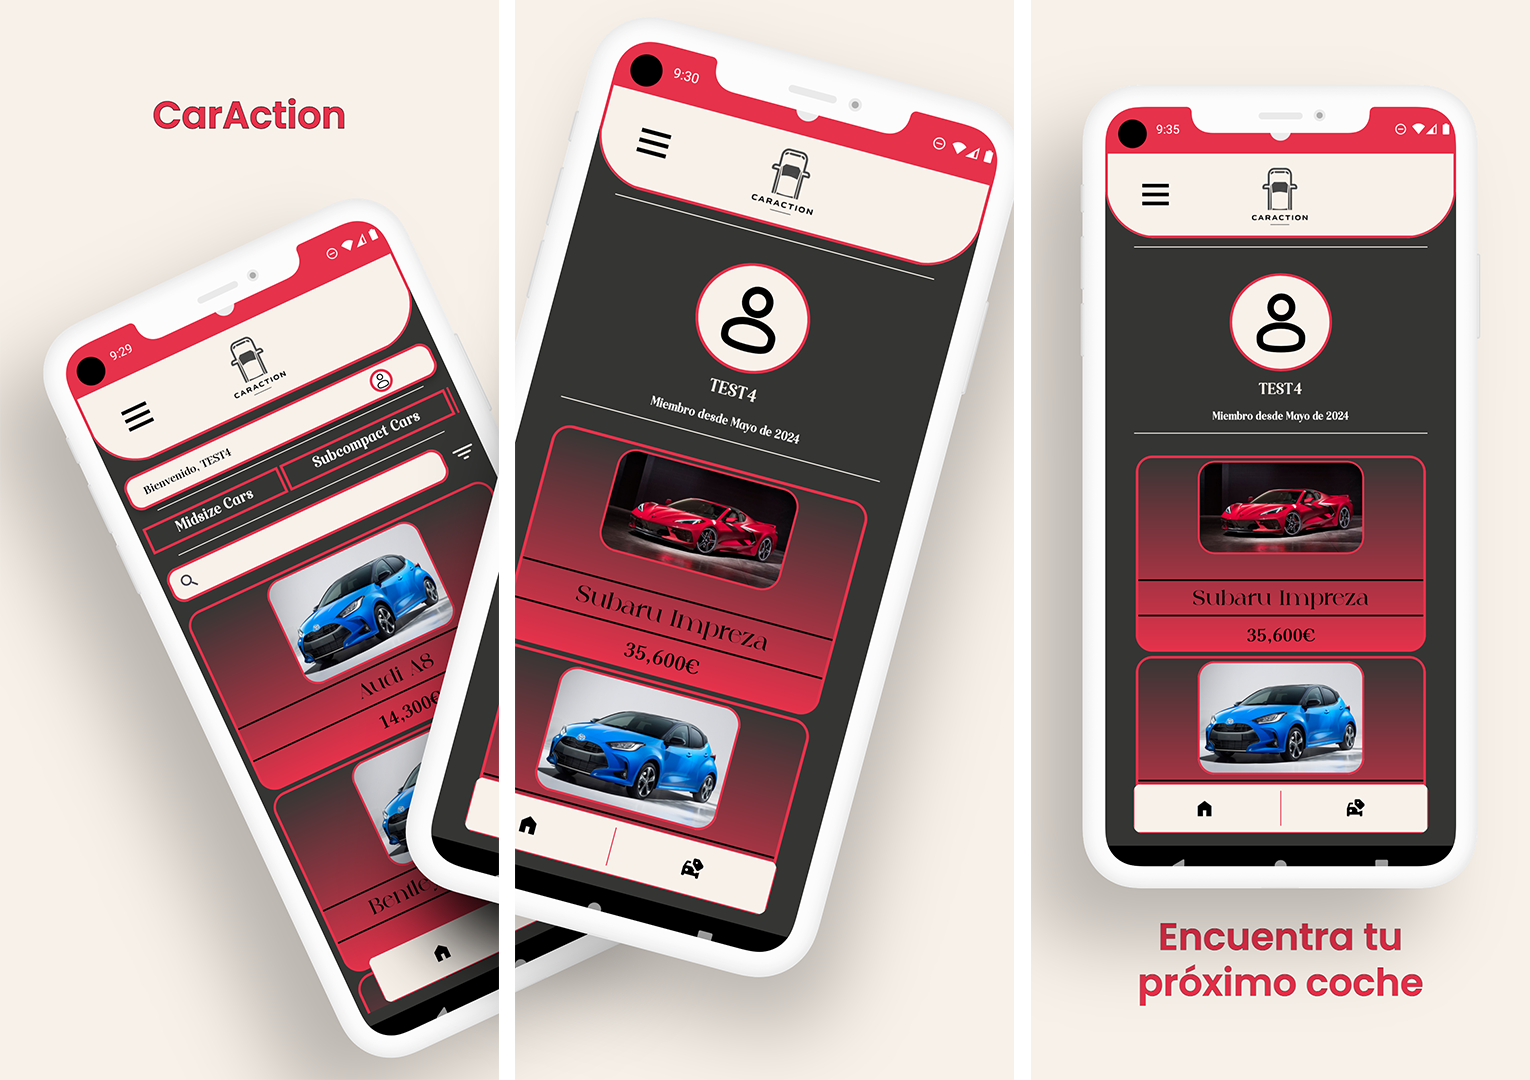 CarAction
9:29
CARACTION
Bienvenido, TEST4
Midsize Cars
Subcompact Cars
Audi A8
14,300€
9:30
CARACTION
TEST4
Miembro desde Mayo de 2024
Subaru Impreza
35,600€
9:35
CARACTION
TEST4
Miembro desde Mayo de 2024
Subaru Impreza
35,600€
Encuentra tu
próximo coche